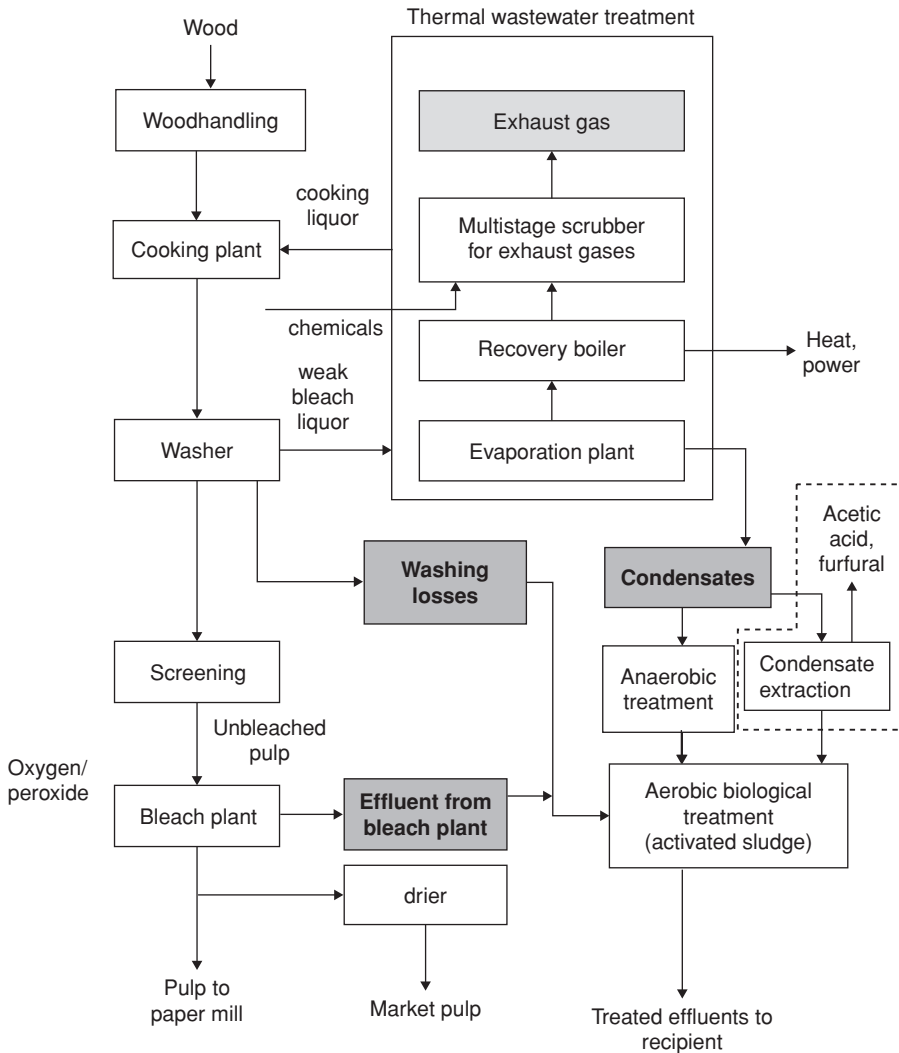 Thermal wastewater treatment
Wood
Woodhandling
Exhaust gas
cooking
liquor
Multistage scrubber
for exhaust gases
Cooking plant
chemicals
Recovery boiler
Heat,
power
weak
bleach
liquor
Washer
Evaporation plant
Acetic
acid,
furfural
Washing
losses
Condensates
Screening
Anaerobic
treatment
Condensate
extraction
Unbleached
pulp
Oxygen/
peroxide
Bleach plant
Effluent from
bleach plant
Aerobic biological
treatment
(activated sludge)
drier
Pulp to
paper mill
Market pulp
Treated effluents to
recipient